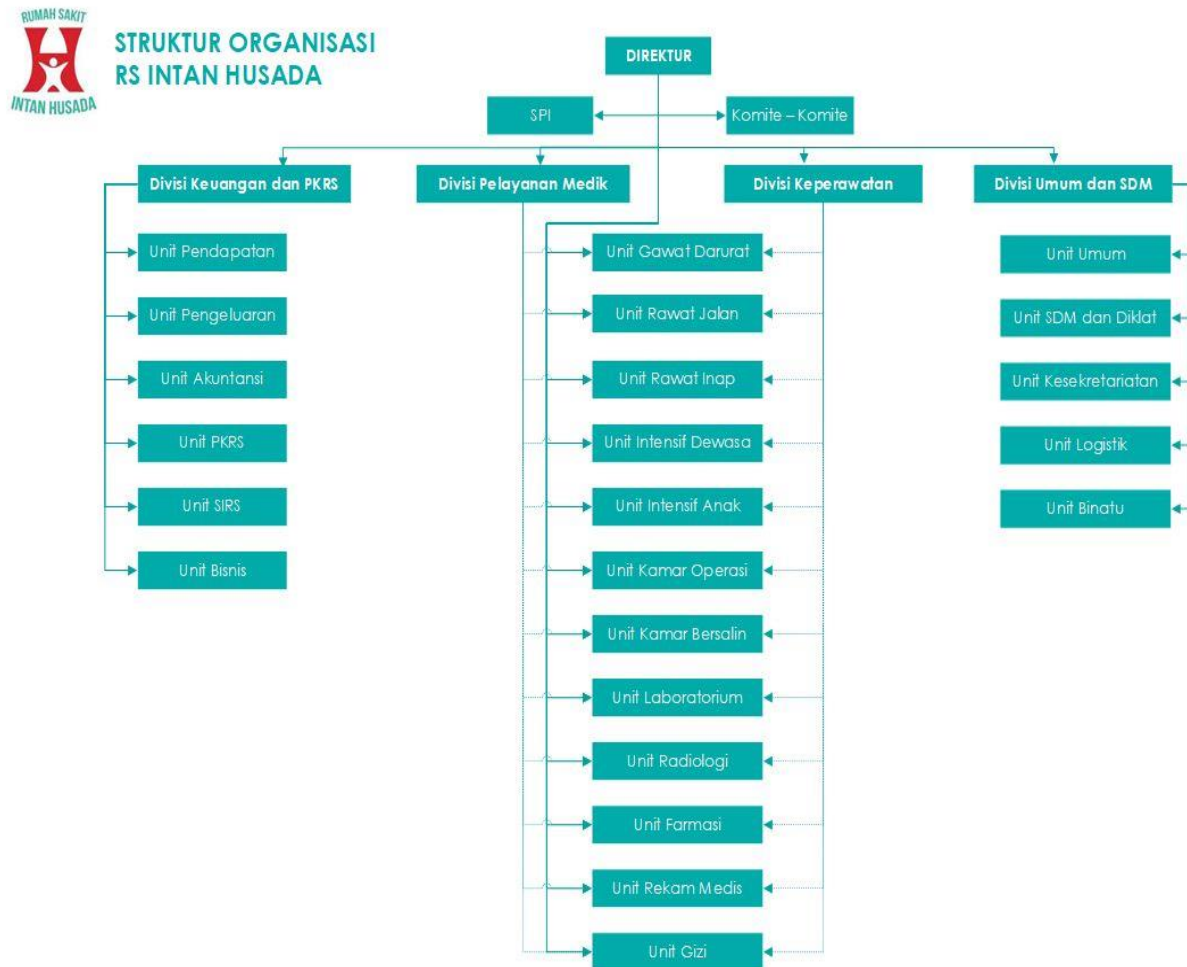 RUMAH SAKIT
INTAN HUSADA
STRUKTUR ORGANISASI
RS INTAN HUSADA
DIREKTUR
SPI
Komite – Komite
Divisi Keuangan dan PKRS
Divisi Pelayanan Medik
Divisi Keperawatan
Divisi Umum dan SDM
Unit Pendapatan
Unit Pengeluaran
Unit Akuntansi
Unit PKRS
Unit SIRS
Unit Bisnis
Unit Gawat Darurat
Unit Rawat Jalan
Unit Rawat Inap
Unit Intensif Dewasa
Unit Intensif Anak
Unit Kamar Operasi
Unit Kamar Bersalin
Unit Laboratorium
Unit Radiologi
Unit Farmasi
Unit Rekam Medis
Unit Gizi
Unit Umum
Unit SDM dan Diklat
Unit Kesekretariatan
Unit Logistik
Unit Binatu